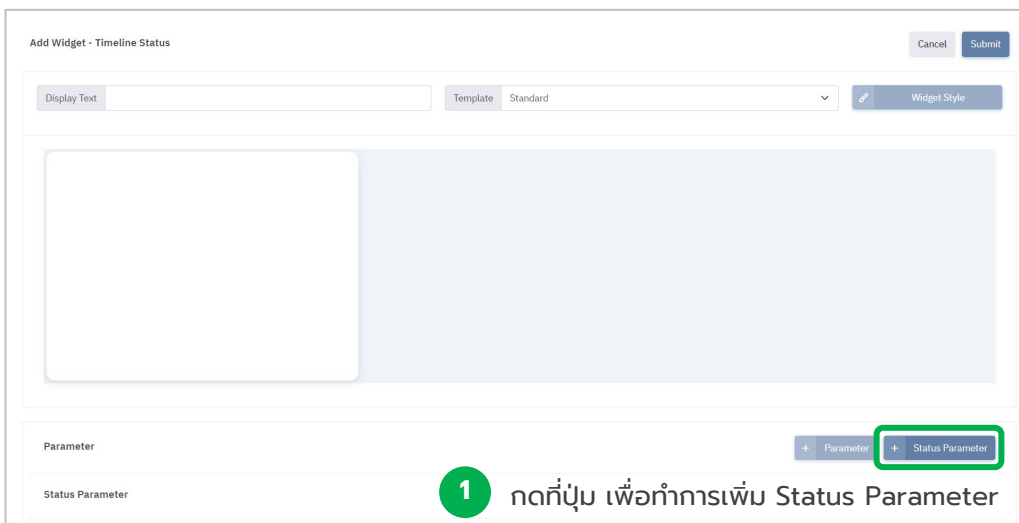 Add Widget - Timeline Status
Cancel
Submit
Display Text
Template
Standard
Widget Style
Parameter
+ Parameter
+ Status Parameter
Status Parameter
1 กดที่ปุ่ม เพื่อทำการเพิ่ม Status Parameter